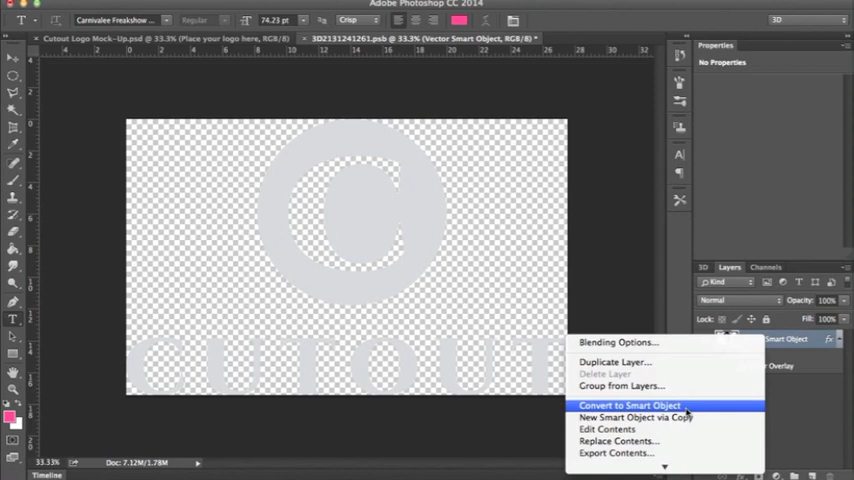 Adobe Photoshop CC 2014
Carnivalee Freakshow ...
Regular
74.23 pt
Crisp
3D
Cutout Logo Mock-Up.psd @ 33.3% (Place your logo here, RGB/8)
3D2131241261.psb @ 33.3% (Vector Smart Object, RGB/8) *
Properties
No Properties
C
CUTOUT
3D Layers Channels
Kind
Normal
Opacity: 100%
Lock:
Fill: 100%
Smart Object
fx
Overlay
Blending Options...
Duplicate Layer...
Delete Layer
Group from Layers...
Convert to Smart Object
New Smart Object via Copy
Edit Contents
Replace Contents...
Export Contents...
33.33%
Doc: 7.12M/1.78M
Timeline